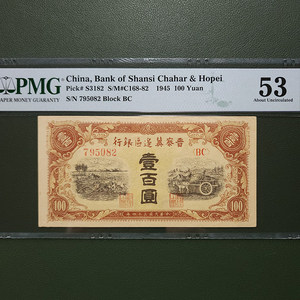 PMG
PAPER MONEY GUARANTY
China, Bank of Shansi Chahar & Hopei
Pick# S3182 S/M#C168-82 1945 100 Yuan
S/N 795082 Block BC
53
About Uncirculated
行銀區邊冀察晉
795082
BC
壹百圓
100
100